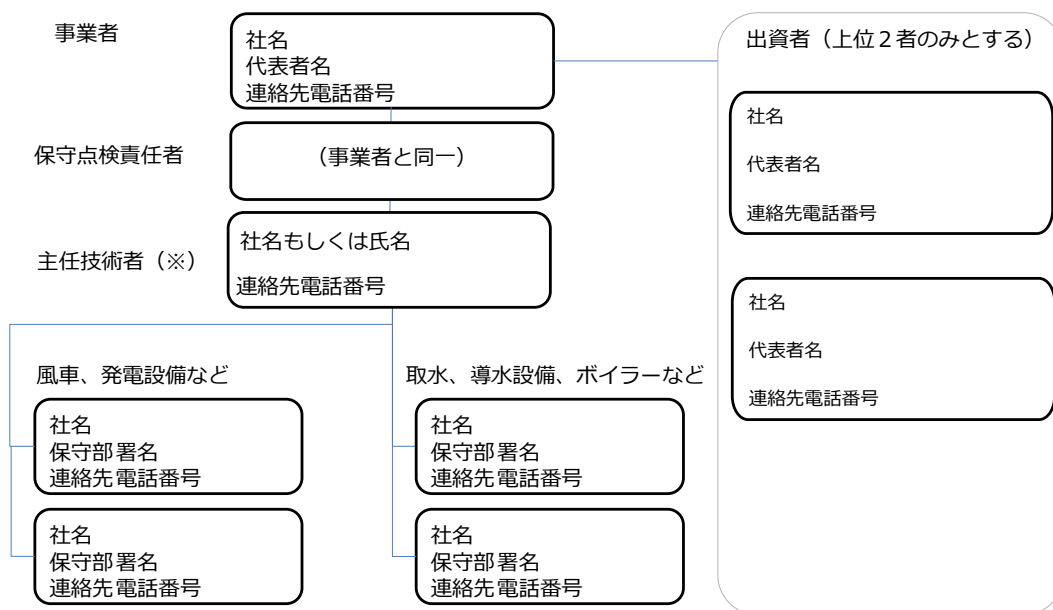 事業者
社名
代表者名
連絡先電話番号
出資者（上位２者のみとする）
社名
代表者名
連絡先電話番号
社名
代表者名
連絡先電話番号
保守点検責任者
（事業者と同一）
主任技術者（※）
社名もしくは氏名
連絡先電話番号
風車、発電設備など
社名
保守部署名
連絡先電話番号
社名
保守部署名
連絡先電話番号
取水、導水設備、ボイラーなど
社名
保守部署名
連絡先電話番号
社名
保守部署名
連絡先電話番号